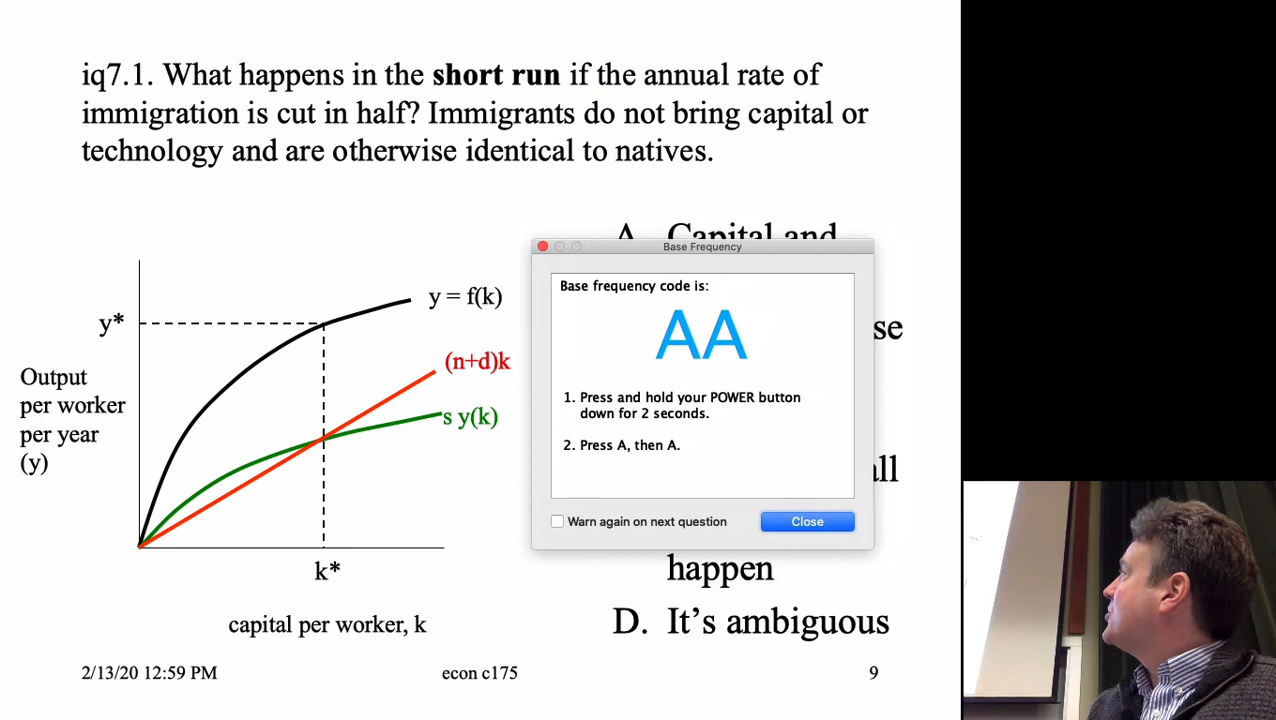 iq7.1. What happens in the short run if the annual rate of
immigration is cut in half? Immigrants do not bring capital or
technology and are otherwise identical to natives.
A. Capital and
Base Frequency
Base frequency code is:
AA
1. Press and hold your POWER button
down for 2 seconds.
2. Press A, then A.
Warn again on next question
Close
se
all
happen
D. It's ambiguous
y = f(k)
y*
(n+d)k
Output
per worker
per year
(y)
s y(k)
k*
capital per worker, k
2/13/20 12:59 PM
econ c175
9